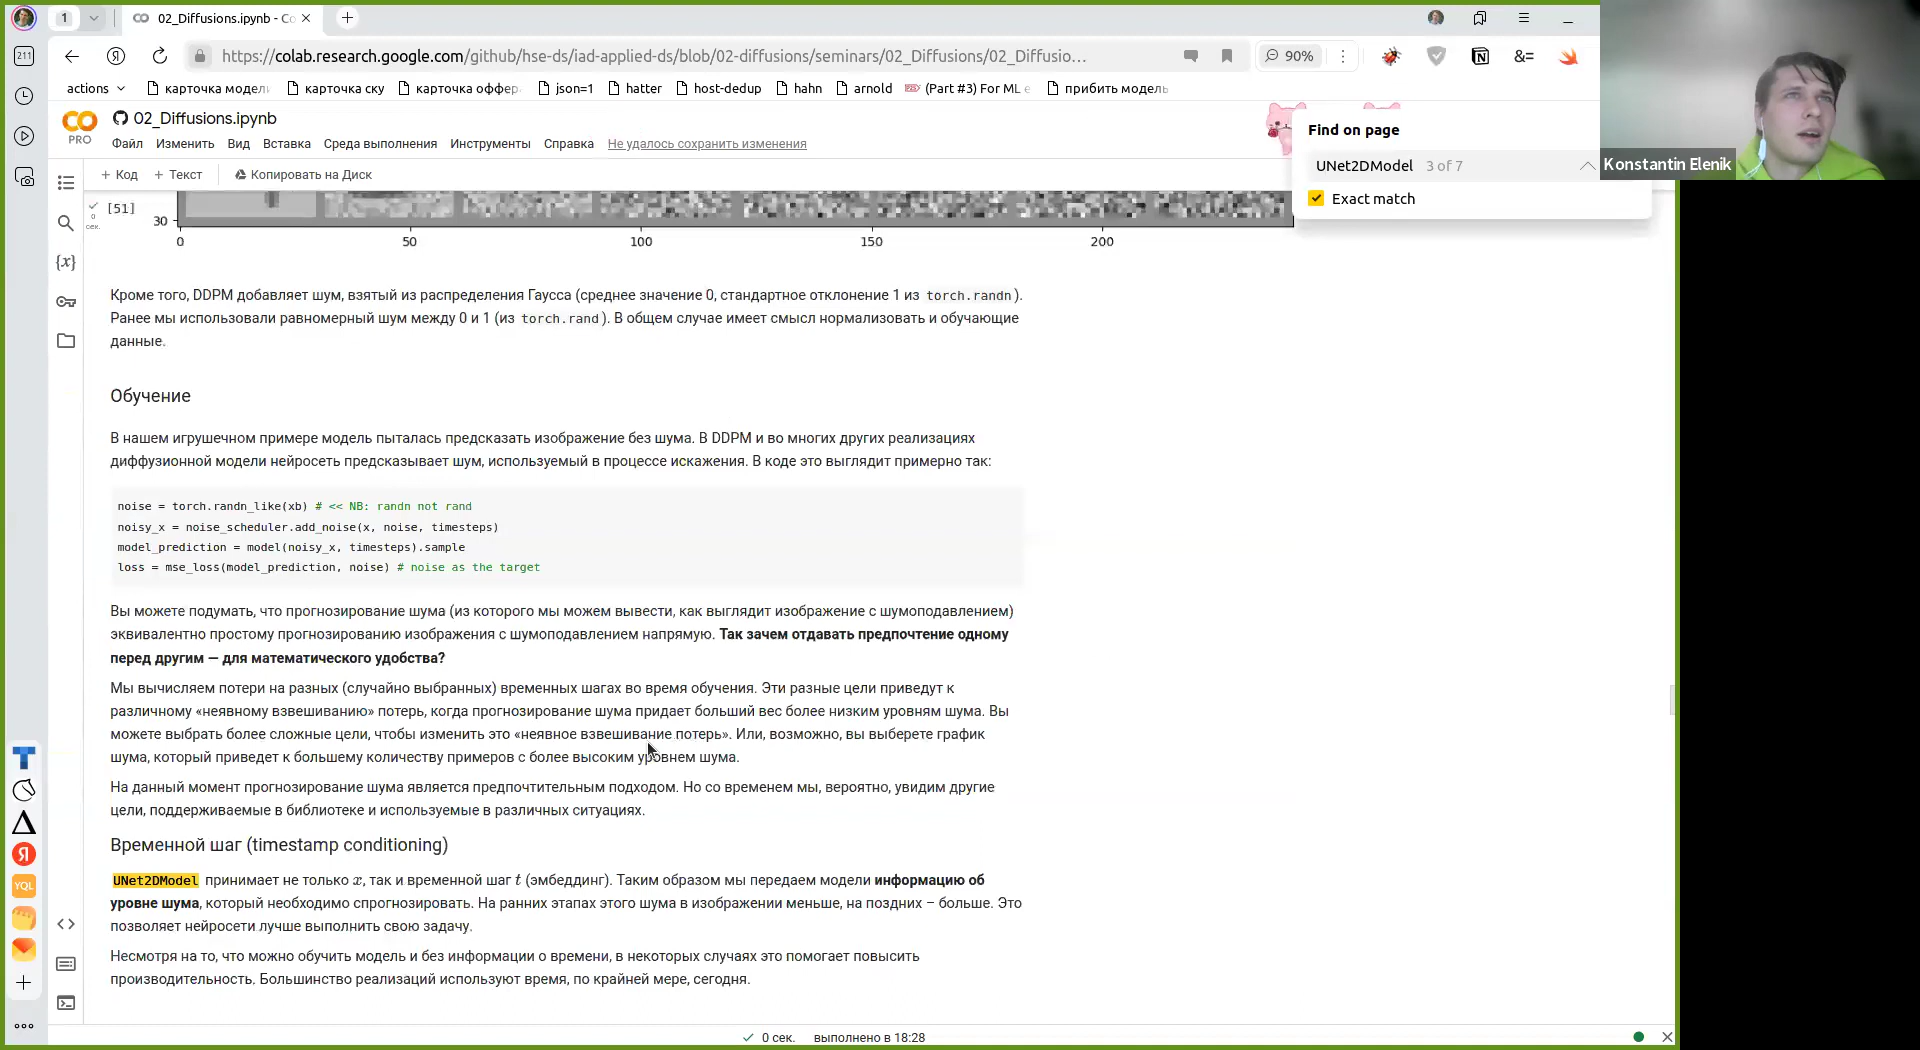 1
02_Diffusions.ipynb - Co
211
https://colab.research.google.com/github/hse-ds/iad-applied-ds/blob/02-diffusions/seminars/02_Diffusions/02_Diffusio...
90%
actions
карточка модели
карточка ску
карточка оффер
json=1
hatter
host-dedup
hahn
arnold
(Part #3) For ML e
прибить модель
PRO
02_Diffusions.ipynb
Файл Изменить Вид Вставка Среда выполнения Инструменты Справка Не удалось сохранить изменения
Find on page
UNet2DModel 3 of 7
Exact match
Konstantin Elenik
+ Код + Текст Копировать на Диск
[51]
0
сек.
30
0 50 100 150 200
Кроме того, DDPM добавляет шум, взятый из распределения Гаусса (среднее значение 0, стандартное отклонение 1 из torch.randn).
Ранее мы использовали равномерный шум между 0 и 1 (из torch.rand). В общем случае имеет смысл нормализовать и обучающие
данные.
Обучение
В нашем игрушечном примере модель пыталась предсказать изображение без шума. В DDPM и во многих других реализациях
диффузионной модели нейросеть предсказывает шум, используемый в процессе искажения. В коде это выглядит примерно так:
noise = torch.randn_like(xb) # << NB: randn not rand
noisy_x = noise_scheduler.add_noise(x, noise, timesteps)
model_prediction = model(noisy_x, timesteps).sample
loss = mse_loss(model_prediction, noise) # noise as the target
Вы можете подумать, что прогнозирование шума (из которого мы можем вывести, как выглядит изображение с шумоподавлением)
эквивалентно простому прогнозированию изображения с шумоподавлением напрямую. Так зачем отдавать предпочтение одному
перед другим — для математического удобства?
Мы вычисляем потери на разных (случайно выбранных) временных шагах во время обучения. Эти разные цели приведут к
различному «неявному взвешиванию» потерь, когда прогнозирование шума придает больший вес более низким уровням шума. Вы
можете выбрать более сложные цели, чтобы изменить это «неявное взвешивание потерь». Или, возможно, вы выберете график
шума, который приведет к большему количеству примеров с более высоким уровнем шума.
На данный момент прогнозирование шума является предпочтительным подходом. Но со временем мы, вероятно, увидим другие
цели, поддерживаемые в библиотеке и используемые в различных ситуациях.
Временной шаг (timestamp conditioning)
UNet2DModel принимает не только x, так и временной шаг t (эмбеддинг). Таким образом мы передаем модели информацию об
уровне шума, который необходимо спрогнозировать. На ранних этапах этого шума в изображении меньше, на поздних – больше. Это
позволяет нейросети лучше выполнить свою задачу.
Несмотря на то, что можно обучить модель и без информации о времени, в некоторых случаях это помогает повысить
производительность. Большинство реализаций используют время, по крайней мере, сегодня.
YQL
0 сек. выполнено в 18:28